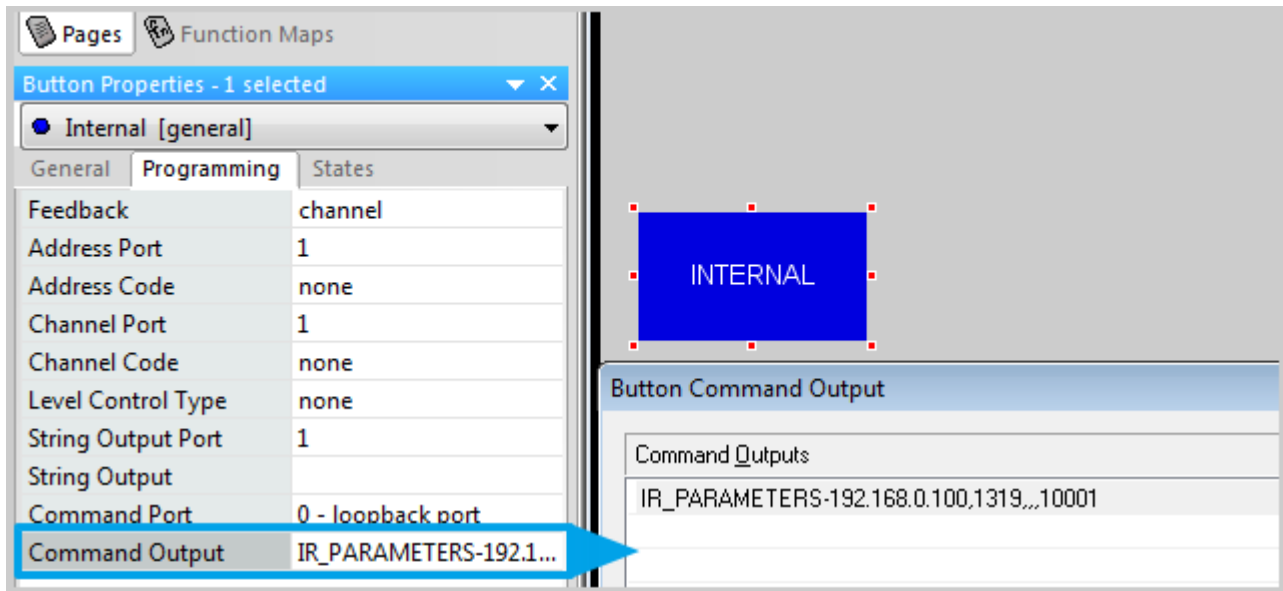 Pages Function Maps
Button Properties - 1 selected
Internal [general]
General Programming States
Feedback channel
Address Port 1
Address Code none
Channel Port 1
Channel Code none
Level Control Type none
String Output Port 1
String Output
Command Port 0 - loopback port
Command Output IR_PARAMETERS-192.1...
INTERNAL
Button Command Output
Command Outputs
IR_PARAMETERS-192.168.0.100,1319,,,10001